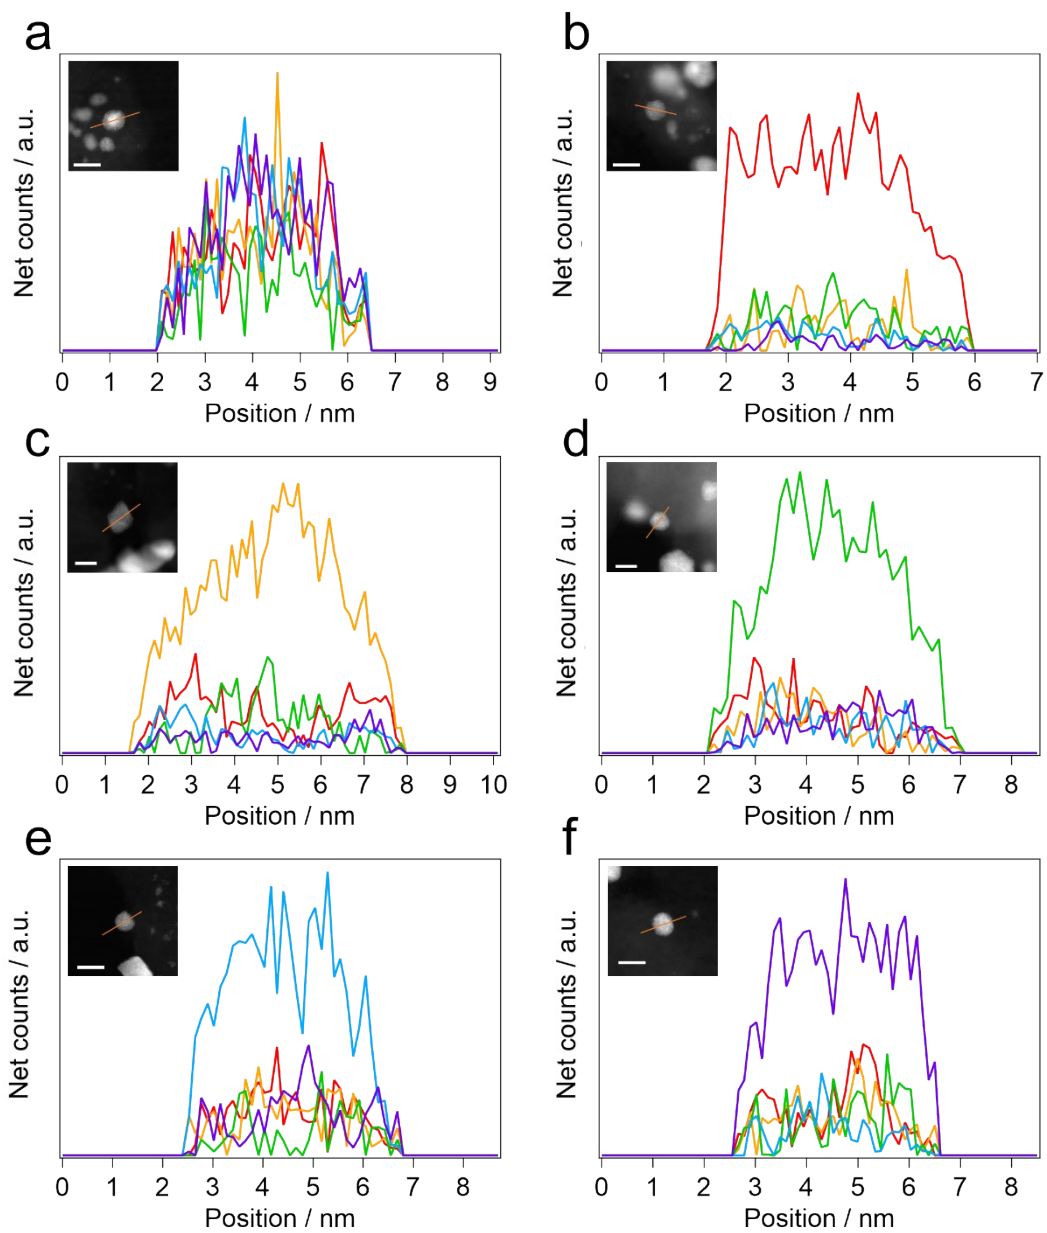 a
Net counts / a.u.
0 1 2 3 4 5 6 7 8 9
Position / nm
b
Net counts / a.u.
0 1 2 3 4 5 6 7
Position / nm
c
Net counts / a.u.
0 1 2 3 4 5 6 7 8 9 10
Position / nm
d
Net counts / a.u.
0 1 2 3 4 5 6 7 8
Position / nm
e
Net counts / a.u.
0 1 2 3 4 5 6 7 8
Position / nm
f
Net counts / a.u.
0 1 2 3 4 5 6 7 8
Position / nm